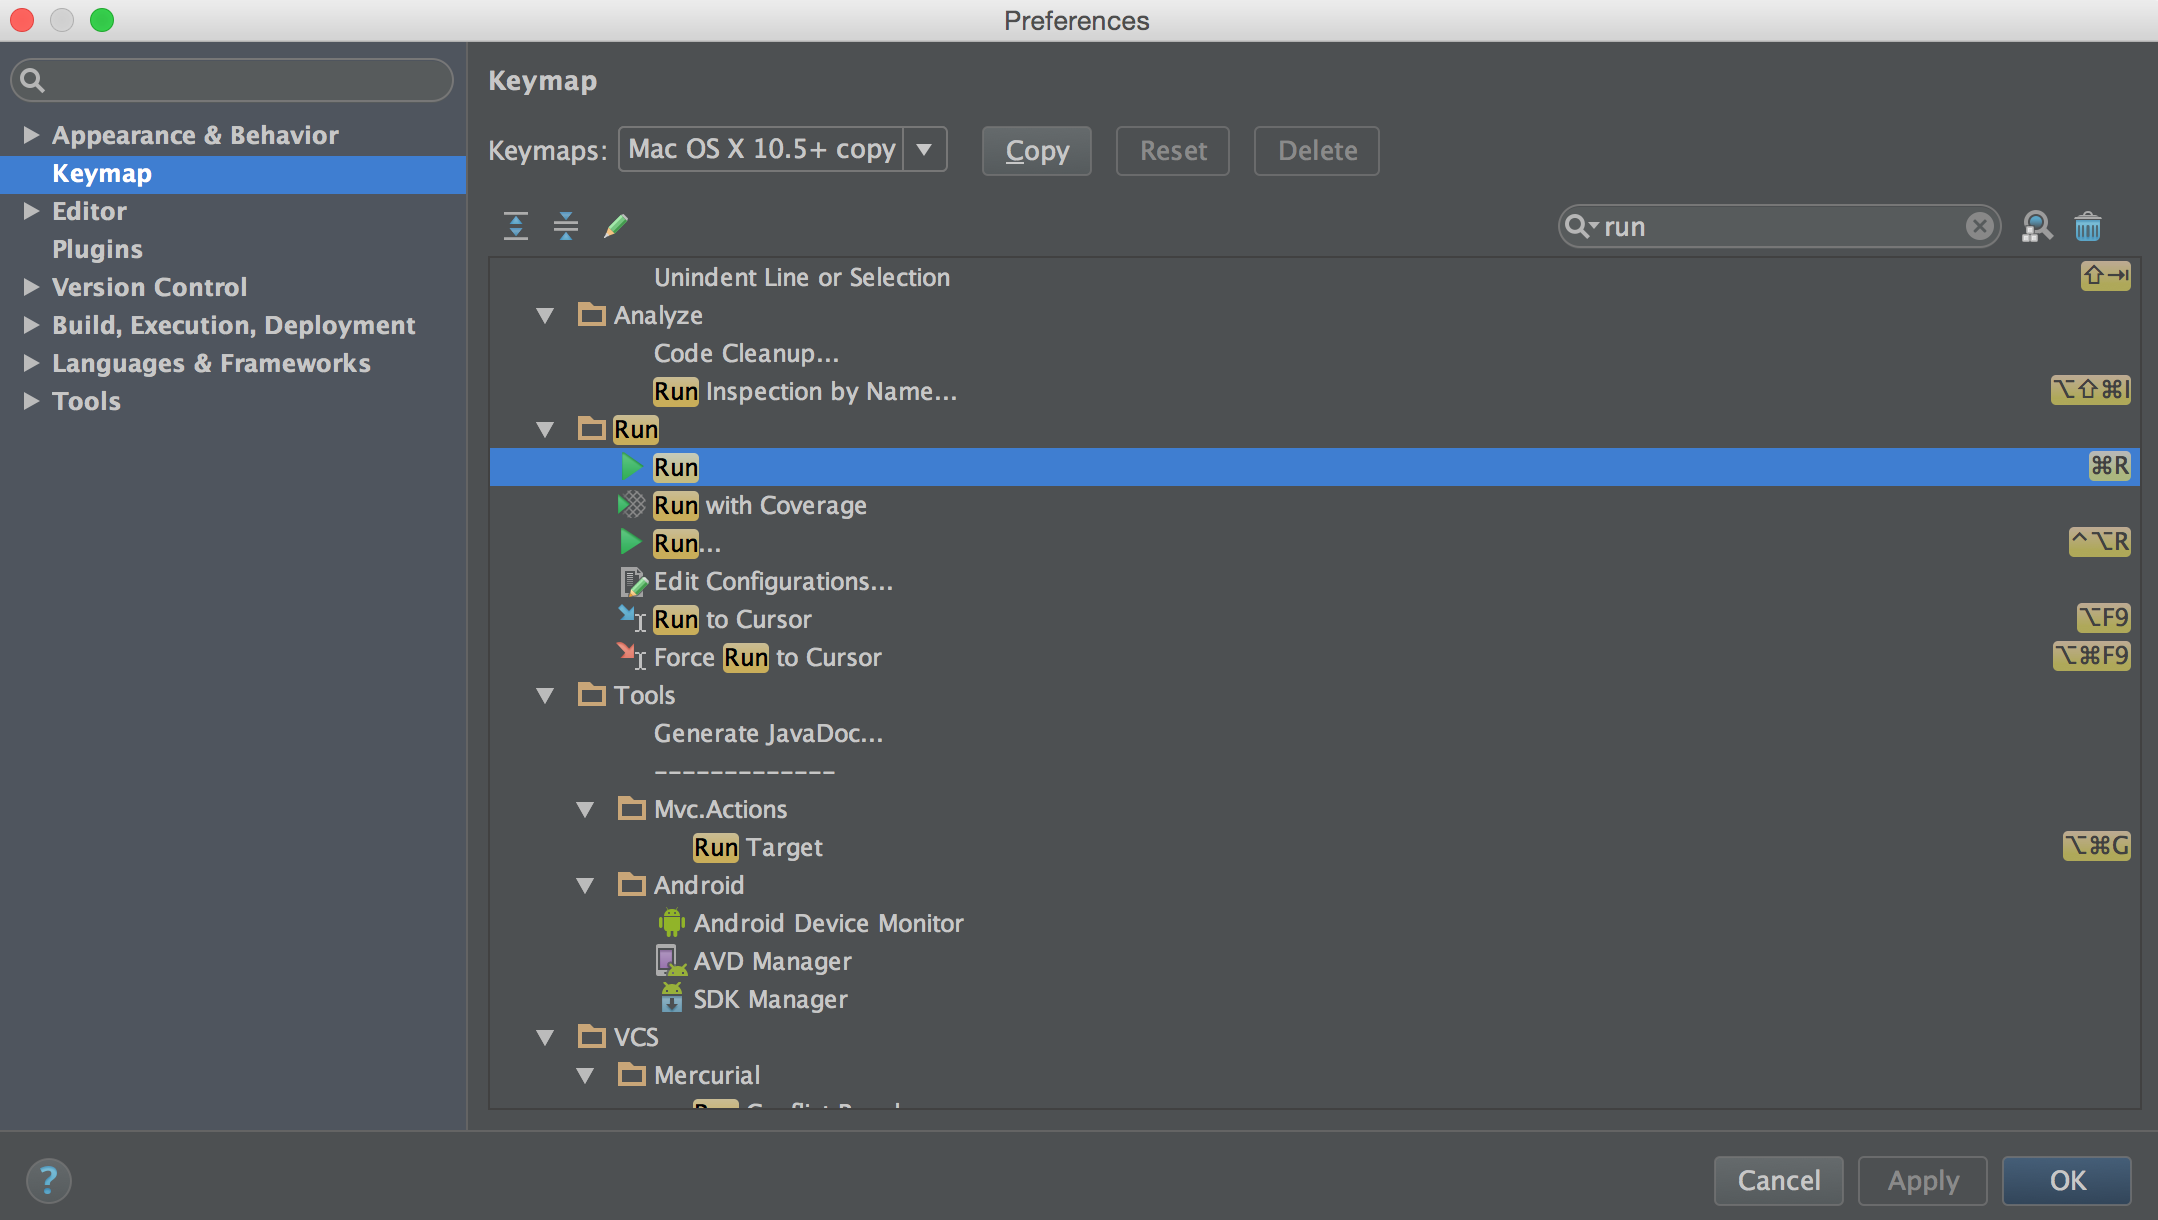 Preferences
Appearance & Behavior
Keymap
Editor
Plugins
Version Control
Build, Execution, Deployment
Languages & Frameworks
Tools
Keymap
Keymaps: Mac OS X 10.5+ copy Copy Reset Delete
run
Unindent Line or Selection ⇧⇥
Analyze
Code Cleanup...
Run Inspection by Name... ⌥⇧⌘I
Run
Run ⌘R
Run with Coverage
Run... ^⌥R
Edit Configurations...
Run to Cursor ⌥F9
Force Run to Cursor ⌥⌘F9
Tools
Generate JavaDoc...
-------------
Mvc.Actions
Run Target ⌥⌘G
Android
Android Device Monitor
AVD Manager
SDK Manager
VCS
Mercurial
? Cancel Apply OK